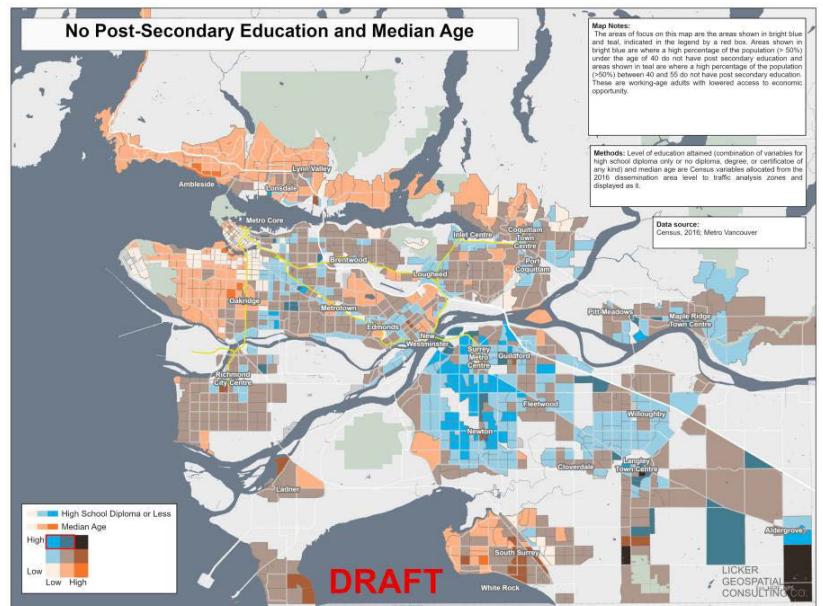 No Post-Secondary Education and Median Age
Map Notes:
The areas of focus on this map are the areas shown in bright blue
and teal, indicated in the legend by a red box. Areas shown in
bright blue are where a high percentage of the population (> 50%)
under the age of 40 do not have post secondary education and
areas shown in teal are where a high percentage of the population
(>50%) between 40 and 55 do not have post secondary education.
These are working-age adults with lowered access to economic
opportunity.
Methods: Level of education attained (combination of variables for
high school diploma only or no diploma, degree, or certificatoe of
any kind) and median age are Census variables allocated from the
2016 dissemination area level to traffic analysis zones and
displayed as it.
Data source:
Census, 2016; Metro Vancouver
Lynn Valley
Ambleside
Lonsdale
Metro Core
Inlet Centre
Coquitlam
Town
Centre
Brentwood
Port
Coquitlam
Lougheed
Oakridge
Metrotown
Edmonds
New
Westminster
Pitt Meadows
Maple Ridge
Town Centre
Surrey
Metro
Centre
Guildford
Richmond
City Centre
Fleetwood
Willoughby
Newton
Cloverdale
Langley
Town Centre
Ladner
Aldergrove
South Surrey
White Rock
High School Diploma or Less
Median Age
High
Low
Low High
DRAFT
LICKER
GEOSPATIAL
CONSULTING CO.